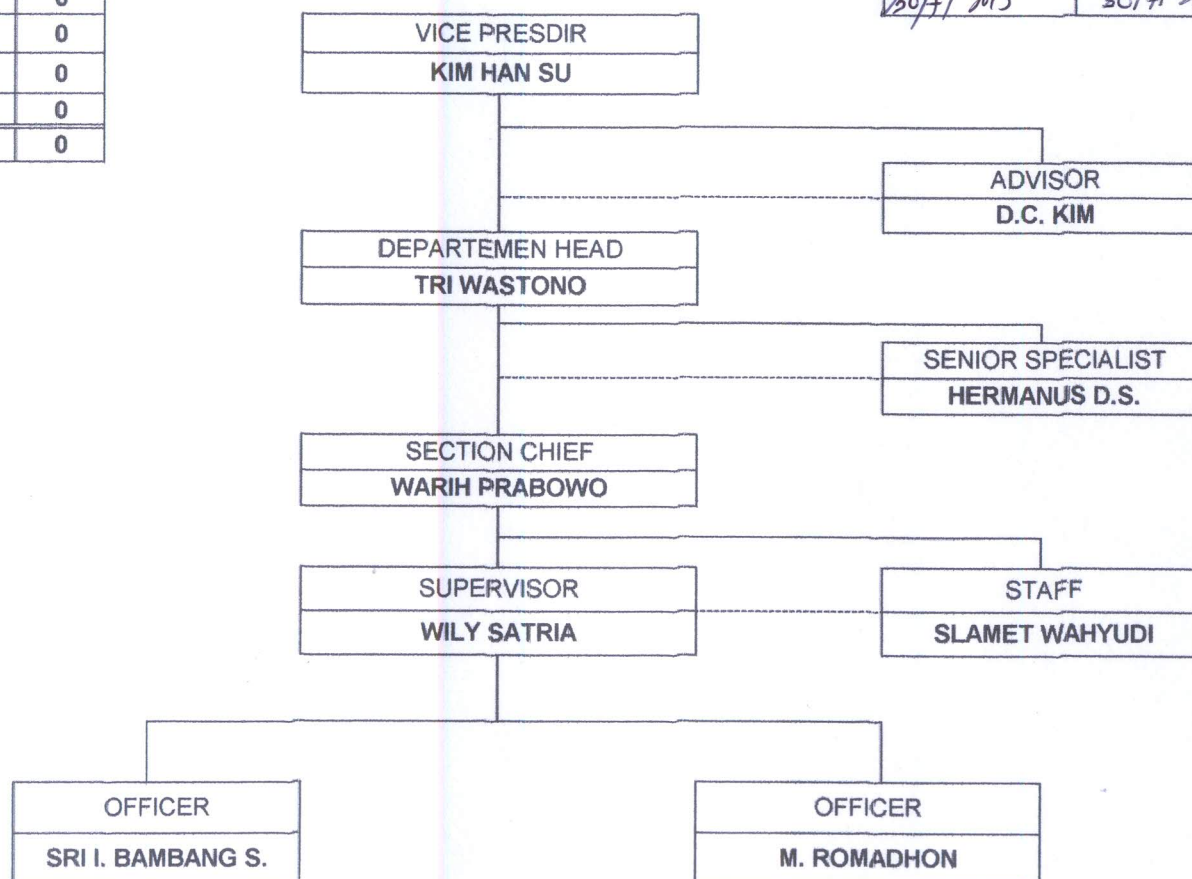 0
0
0
0
0
VICE PRESDIR
KIM HAN SU
ADVISOR
D.C. KIM
DEPARTEMEN HEAD
TRI WASTONO
SENIOR SPECIALIST
HERMANUS D.S.
SECTION CHIEF
WARIH PRABOWO
SUPERVISOR
WILY SATRIA
STAFF
SLAMET WAHYUDI
OFFICER
SRI I. BAMBANG S.
OFFICER
M. ROMADHON